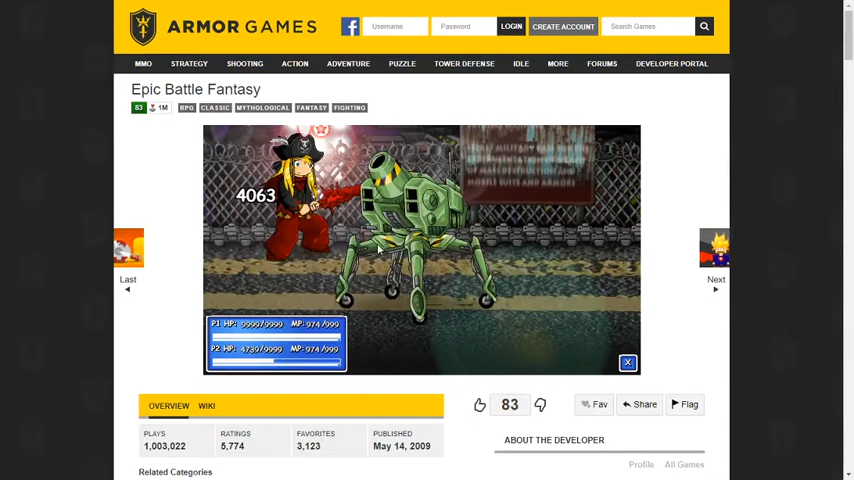 ARMOR GAMES
Username
Password
LOGIN
CREATE ACCOUNT
Search Games
MMO STRATEGY SHOOTING ACTION ADVENTURE PUZZLE TOWER DEFENSE IDLE MORE FORUMS DEVELOPER PORTAL
Epic Battle Fantasy
83 1M RPG CLASSIC MYTHOLOGICAL FANTASY FIGHTING
4063
P1 HP: 9999/9999 MP: 974/999
P2 HP: 4739/9999 MP: 974/999
X
Last
Next
OVERVIEW WIKI
83
Fav
Share
Flag
PLAYS RATINGS FAVORITES PUBLISHED
1,003,022 5,774 3,123 May 14, 2009
ABOUT THE DEVELOPER
Profile All Games
Related Categories